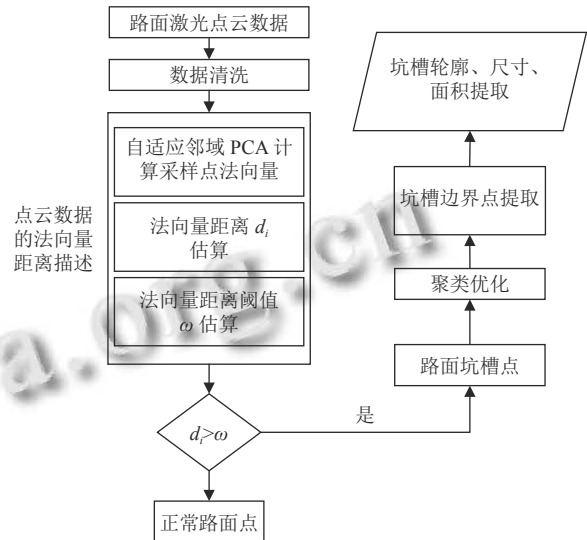 路面激光点云数据
数据清洗
自适应邻域 PCA 计
算采样点法向量
点云数据
的法向量
距离描述
法向量距离 dᵢ
估算
法向量距离阈值
ω 估算
dᵢ>ω
是
正常路面点
路面坑槽点
聚类优化
坑槽边界点提取
坑槽轮廓、尺寸、
面积提取
a.org.cn